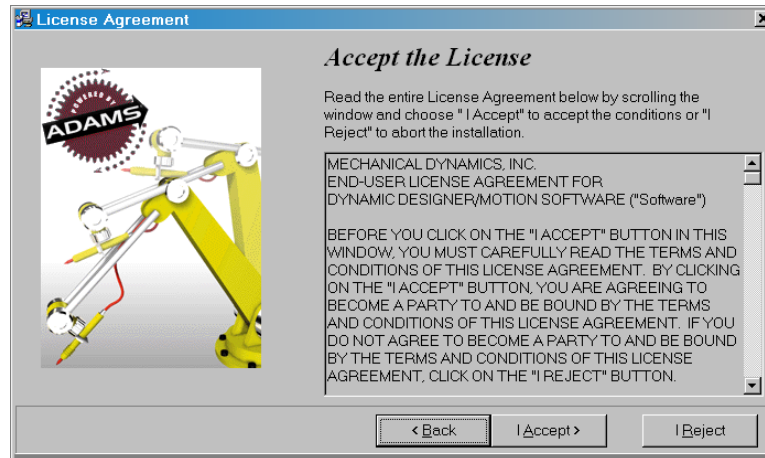 License Agreement
Accept the License
POWERED BY
ADAMS
Read the entire License Agreement below by scrolling the
window and choose " I Accept" to accept the conditions or "I
Reject" to abort the installation.
MECHANICAL DYNAMICS, INC.
END-USER LICENSE AGREEMENT FOR
DYNAMIC DESIGNER/MOTION SOFTWARE ("Software")
BEFORE YOU CLICK ON THE "I ACCEPT" BUTTON IN THIS
WINDOW, YOU MUST CAREFULLY READ THE TERMS AND
CONDITIONS OF THIS LICENSE AGREEMENT.  BY CLICKING
ON THE "I ACCEPT" BUTTON, YOU ARE AGREEING TO
BECOME A PARTY TO AND BE BOUND BY THE TERMS
AND CONDITIONS OF THIS LICENSE AGREEMENT.  IF YOU
DO NOT AGREE TO BECOME A PARTY TO AND BE BOUND
BY THE TERMS AND CONDITIONS OF THIS LICENSE
AGREEMENT, CLICK ON THE "I REJECT" BUTTON.
< Back
I Accept >
I Reject